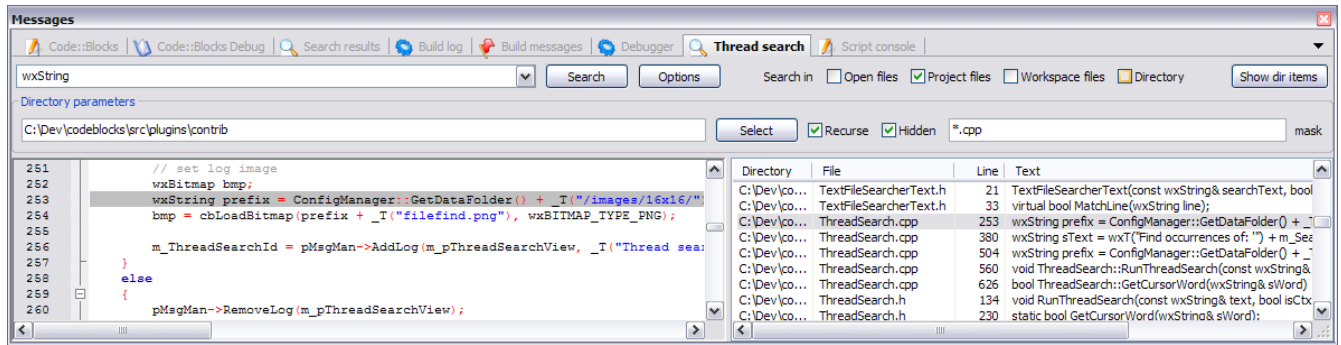 Messages
Code::Blocks Code::Blocks Debug Search results Build log Build messages Debugger Thread search Script console
wxString Search Options Search in Open files Project files Workspace files Directory Show dir items
Directory parameters
C:\Dev\codeblocks\src\plugins\contrib Select Recurse Hidden *.cpp mask
251 // set log image
252 wxBitmap bmp;
253 wxString prefix = ConfigManager::GetDataFolder() + _T("/images/16x16/"
254 bmp = cbLoadBitmap(prefix + _T("filefind.png"), wxBITMAP_TYPE_PNG);
255
256 m_ThreadSearchId = pMsgMan->AddLog(m_pThreadSearchView, _T("Thread sea
257 }
258 else
259 {
260 pMsgMan->RemoveLog(m_pThreadSearchView);
Directory File Line Text
C:\Dev\co... TextFileSearcherText.h 21 TextFileSearcherText(const wxString& searchText, bool
C:\Dev\co... TextFileSearcherText.h 33 virtual bool MatchLine(wxString line);
C:\Dev\co... ThreadSearch.cpp 253 wxString prefix = ConfigManager::GetDataFolder() + _T
C:\Dev\co... ThreadSearch.cpp 380 wxString sText = wxT("Find occurrences of: '") + m_Sea
C:\Dev\co... ThreadSearch.cpp 504 wxString prefix = ConfigManager::GetDataFolder() + _T
C:\Dev\co... ThreadSearch.cpp 560 void ThreadSearch::RunThreadSearch(const wxString&
C:\Dev\co... ThreadSearch.cpp 626 bool ThreadSearch::GetCursorWord(wxString& sWord)
C:\Dev\co... ThreadSearch.h 134 void RunThreadSearch(const wxString& text, bool isCtx
C:\Dev\co... ThreadSearch.h 230 static bool GetCursorWord(wxString& sWord);